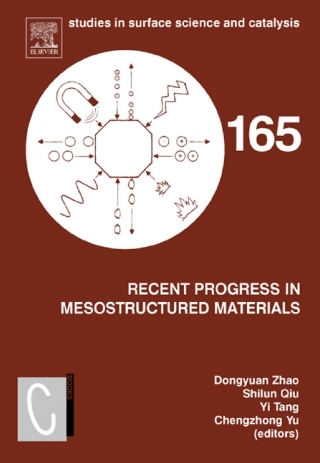 studies in surface science and catalysis
ELSEVIER
165
RECENT PROGRESS IN
MESOSTRUCTURED MATERIALS
Dongyuan Zhao
Shilun Qiu
Yi Tang
Chengzhong Yu
(editors)
C